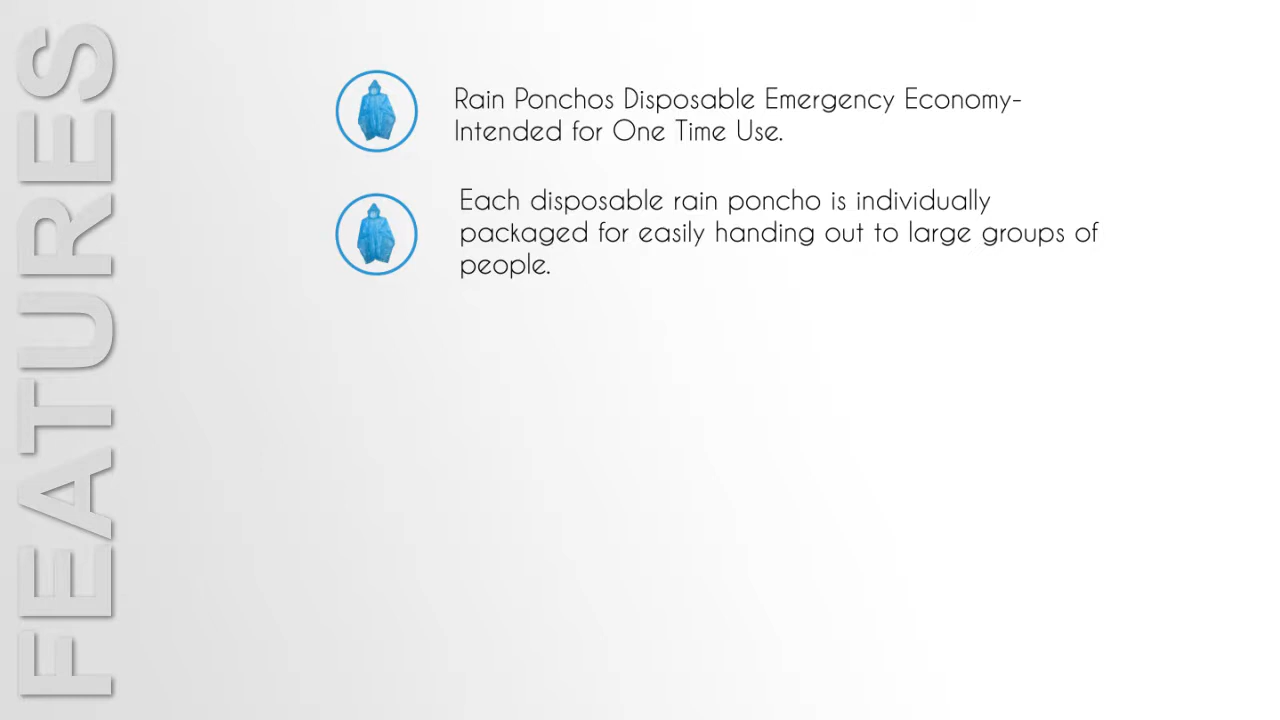 FEATURES
Rain Ponchos Disposable Emergency Economy-
Intended for One Time Use.
Each disposable rain poncho is individually
packaged for easily handing out to large groups of
people.